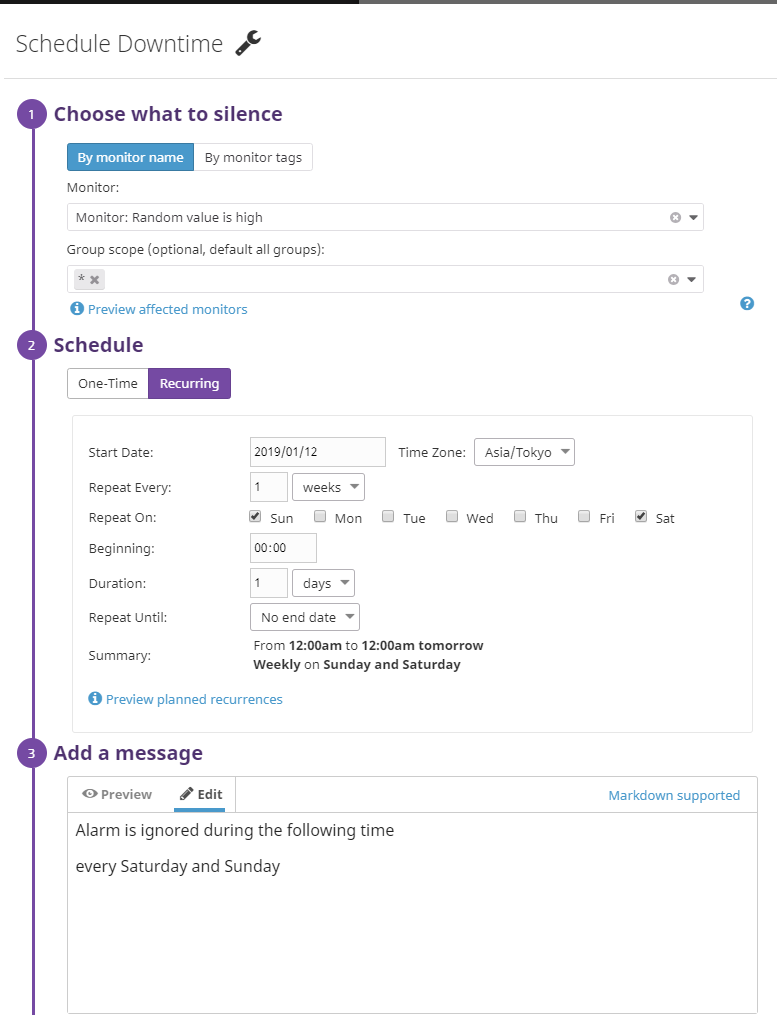 Schedule Downtime
1 Choose what to silence
By monitor name By monitor tags
Monitor:
Monitor: Random value is high
Group scope (optional, default all groups):
*
Preview affected monitors
?
2 Schedule
One-Time Recurring
Start Date: 2019/01/12 Time Zone: Asia/Tokyo
Repeat Every: 1 weeks
Repeat On: Sun Mon Tue Wed Thu Fri Sat
Beginning: 00:00
Duration: 1 days
Repeat Until: No end date
Summary: From 12:00am to 12:00am tomorrow
Weekly on Sunday and Saturday
Preview planned recurrences
3 Add a message
Preview Edit Markdown supported
Alarm is ignored during the following time
every Saturday and Sunday